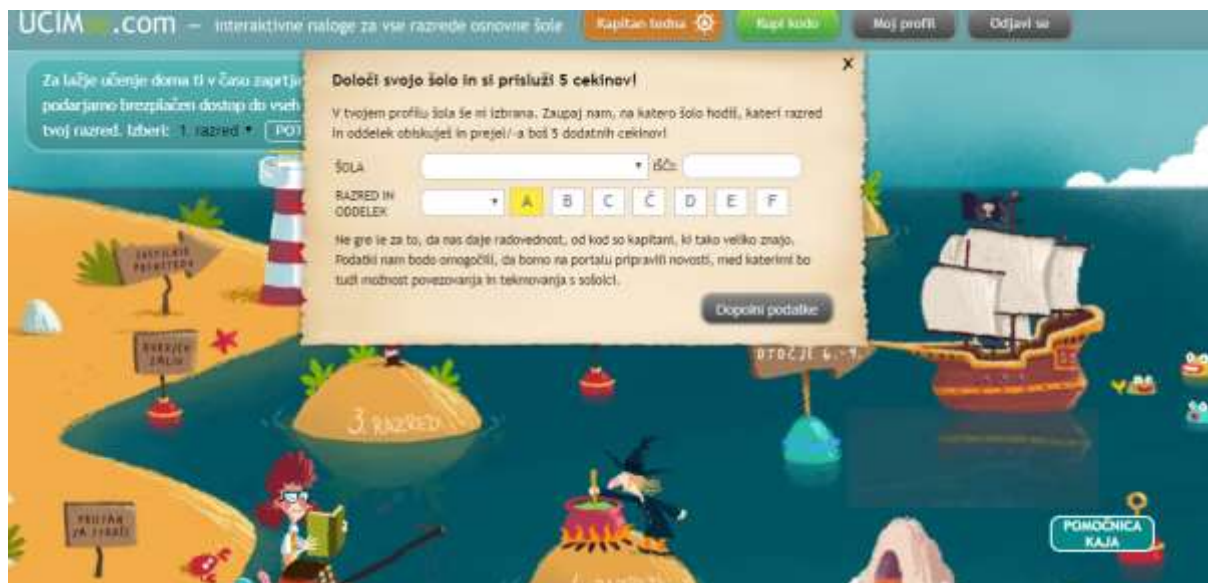 UCIM .com – interaktivne naloge za vse razrede osnovne šole
Kapitan tedna
Kupi kodo
Moj profil
Odjavi se
Za lažje učenje doma ti v času zaprtja
podarjamo brezplačen dostop do vseh
tvoj razred. Izberi: 1. razred POT
x
Določi svojo šolo in si prisluži 5 cekinov!
V tvojem profilu šola še ni izbrana. Zaupaj nam, na katero šolo hodiš, kateri razred
in oddelek obiskuješ in prejel/-a boš 5 dodatnih cekinov!
ŠOLA
IŠČI:
RAZRED IN
ODDELEK
A B C Č D E F
Ne gre le za to, da nas daje radovednost, od kod so kapitani, ki tako veliko znajo.
Podatki nam bodo omogočili, da bomo na portalu pripravili novosti, med katerimi bo
tudi možnost povezovanja in tekmovanja s sošolci.
Dopolni podatke
ZALIV
OTOČJE 6.-9.
3. RAZRED
PRISTAN
ZA STARŠE
POMOČNICA
KAJA